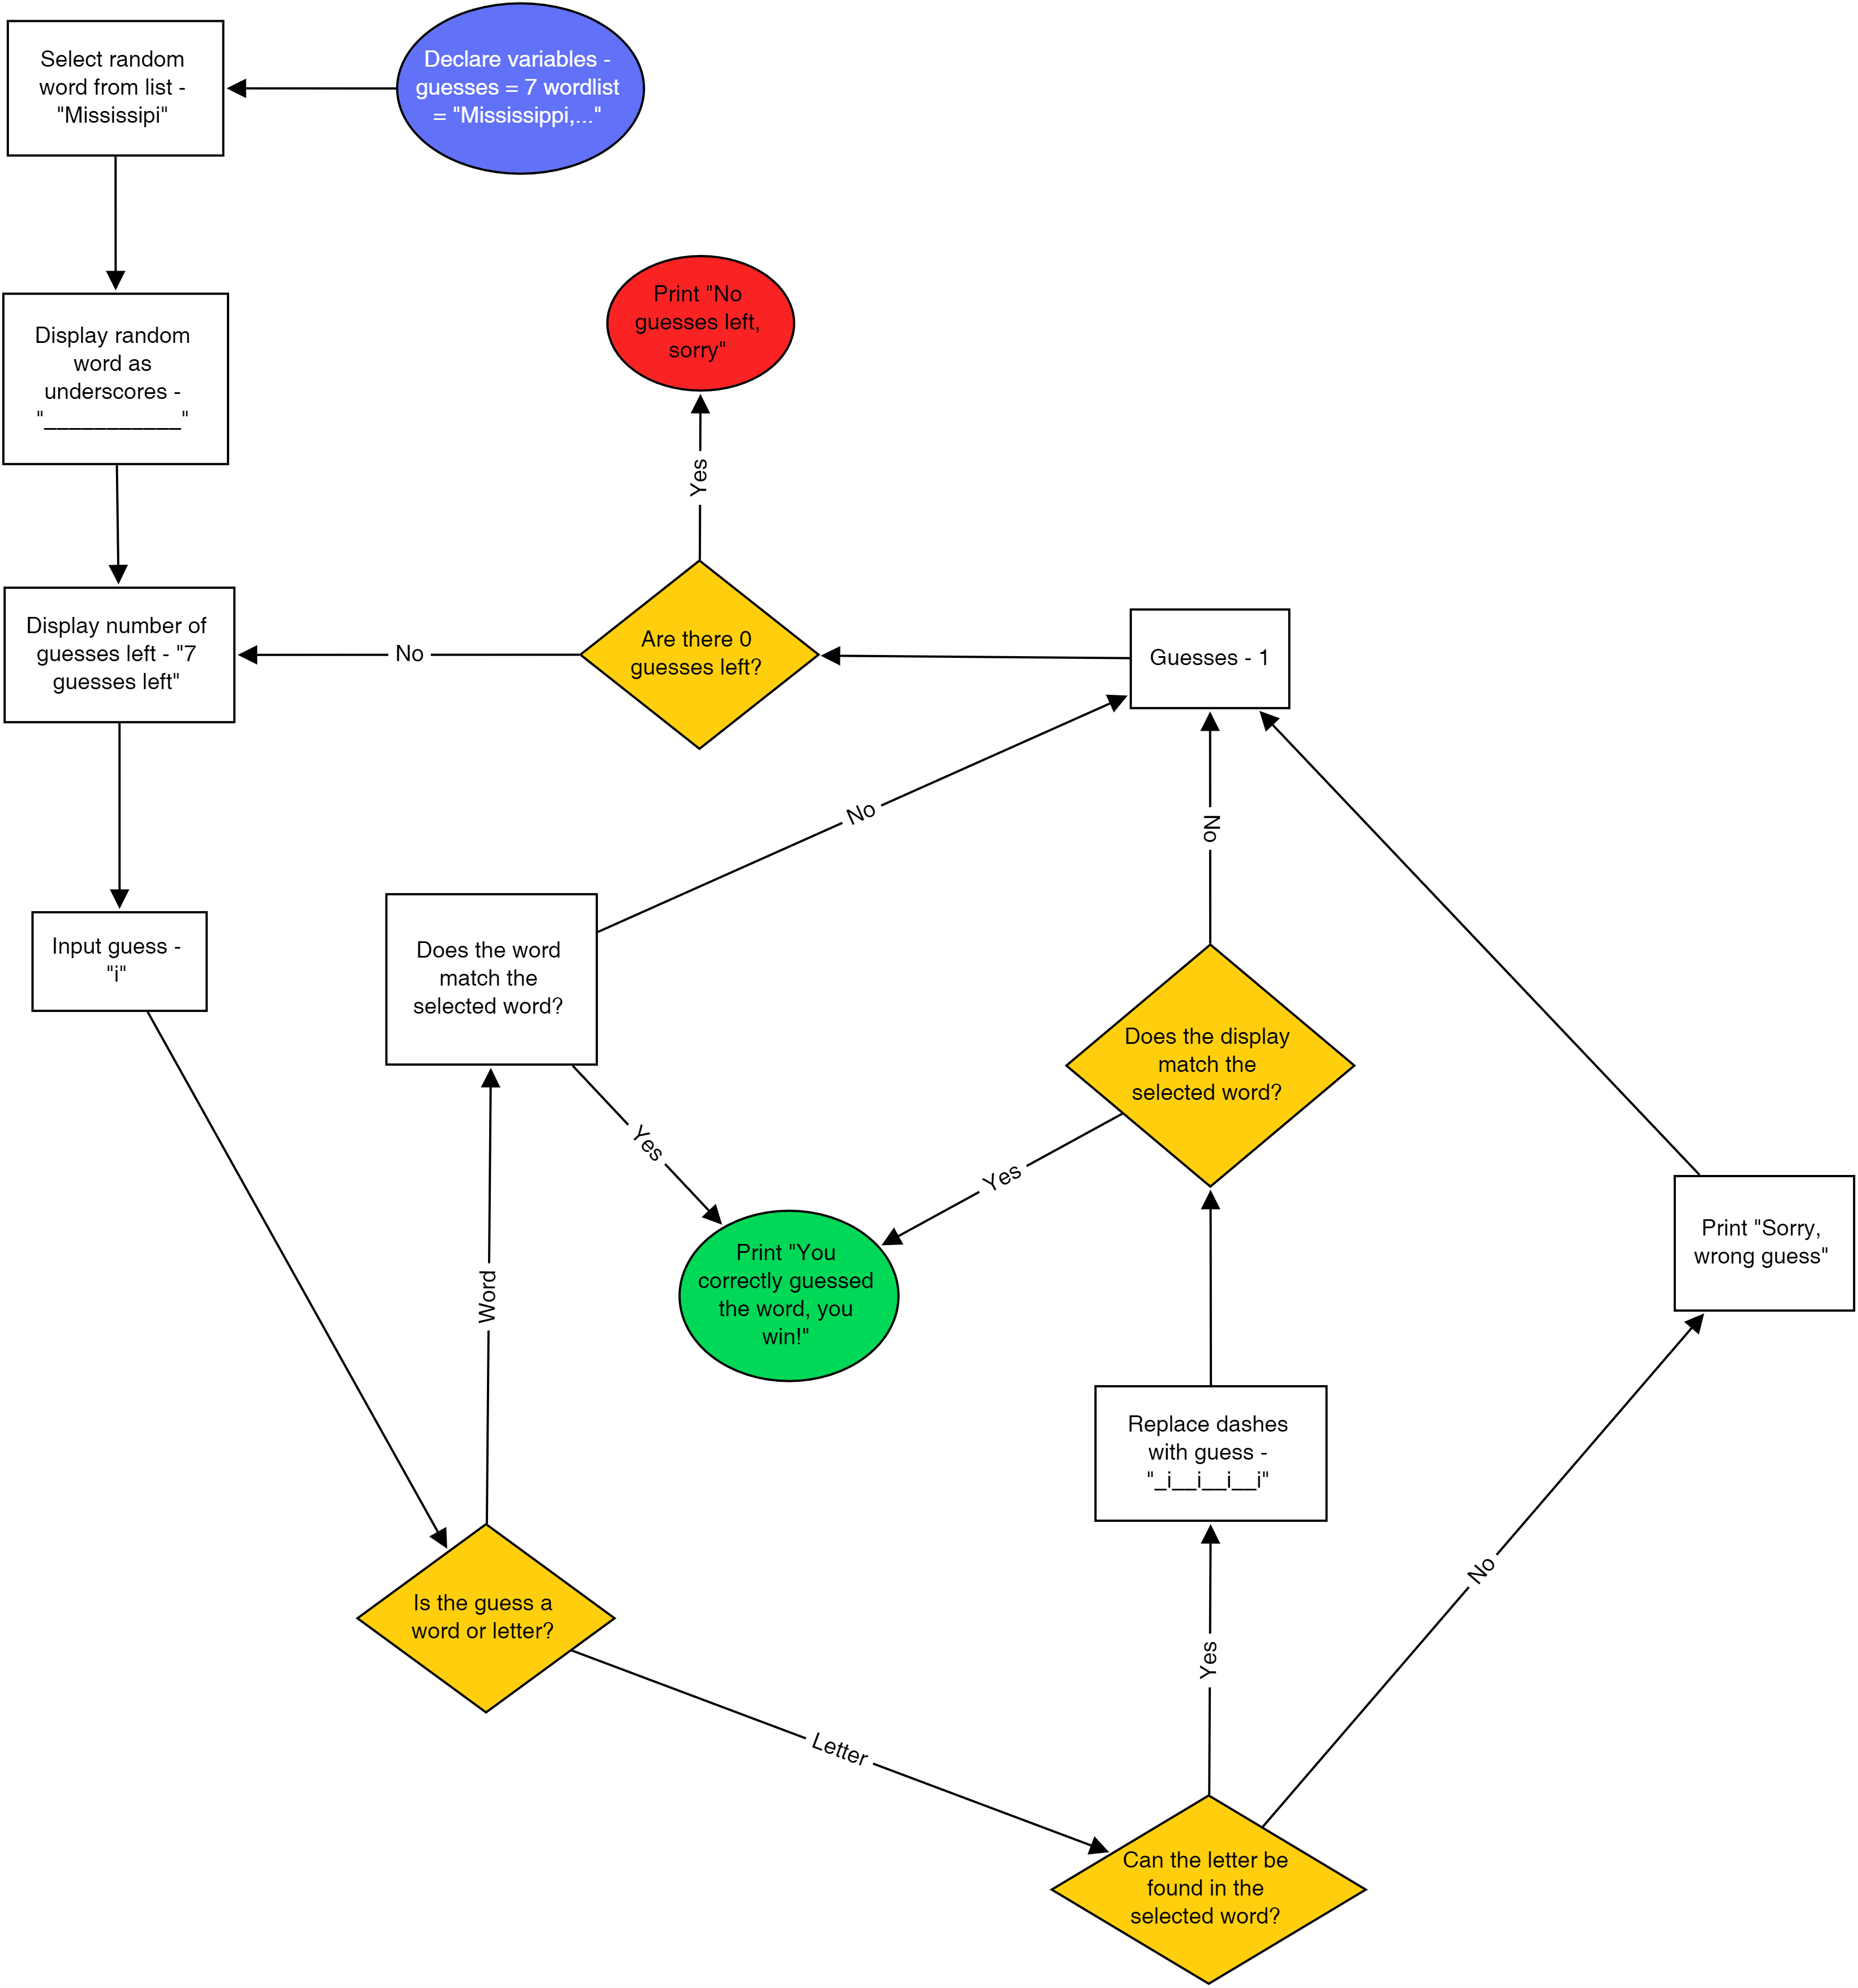 Declare variables -
guesses = 7 wordlist
= "Mississippi,..."
Select random
word from list -
"Missisipi"
Display random
word as
underscores -
"___________"
Display number of
guesses left - "7
guesses left"
Input guess -
"i"
Is the guess a
word or letter?
Word
Does the word
match the
selected word?
No
Yes
Print "You
correctly guessed
the word, you
win!"
Letter
Can the letter be
found in the
selected word?
Yes
Replace dashes
with guess -
"_i__i__i__i"
Does the display
match the
selected word?
Yes
No
No
Print "Sorry,
wrong guess"
Guesses - 1
Are there 0
guesses left?
No
Yes
Print "No
guesses left,
sorry"